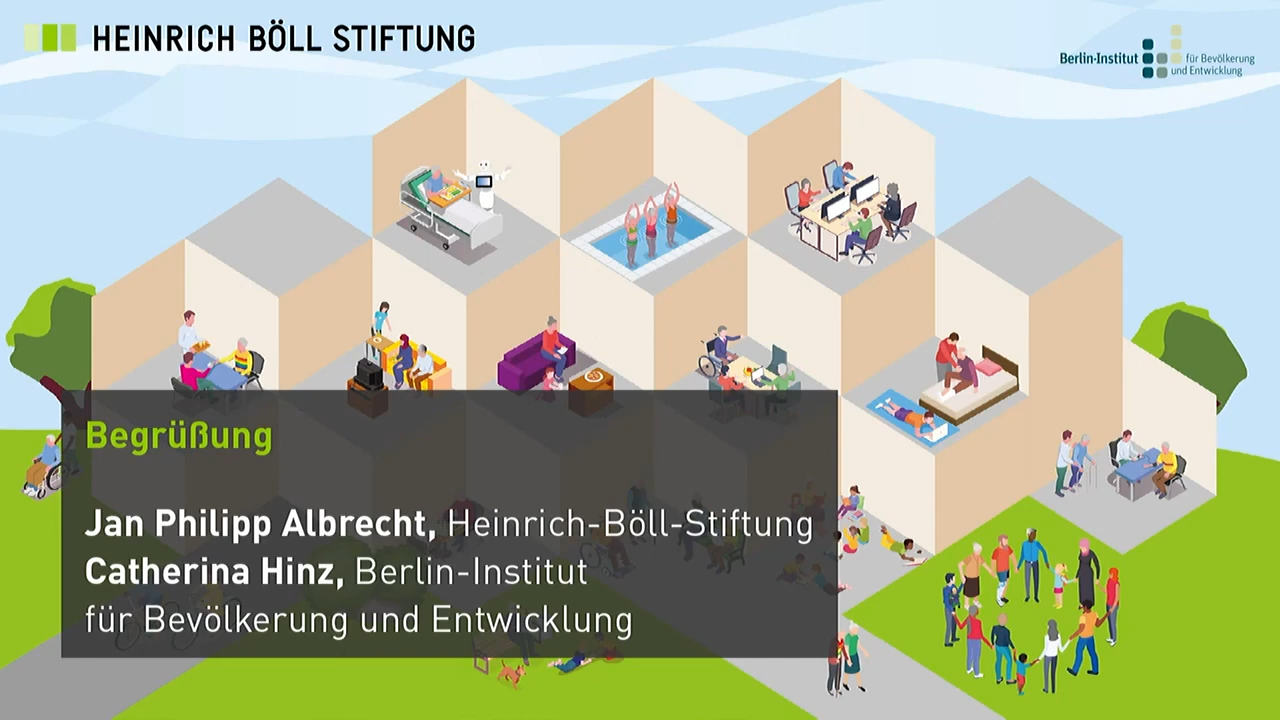 HEINRICH BÖLL STIFTUNG
Berlin-Institut
für Bevölkerung
und Entwicklung
Begrüßung
Jan Philipp Albrecht, Heinrich-Böll-Stiftung
Catherina Hinz, Berlin-Institut
für Bevölkerung und Entwicklung